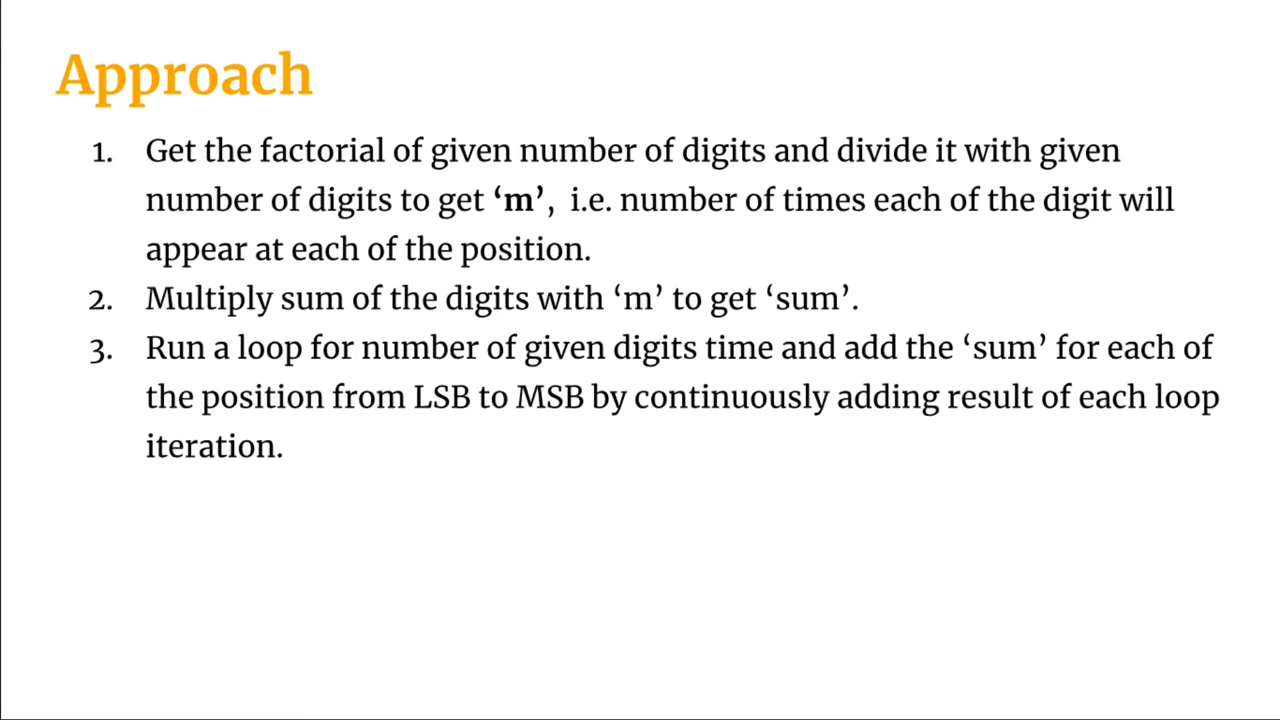 Approach
1. Get the factorial of given number of digits and divide it with given
number of digits to get ‘m’, i.e. number of times each of the digit will
appear at each of the position.
2. Multiply sum of the digits with ‘m’ to get ‘sum’.
3. Run a loop for number of given digits time and add the ‘sum’ for each of
the position from LSB to MSB by continuously adding result of each loop
iteration.